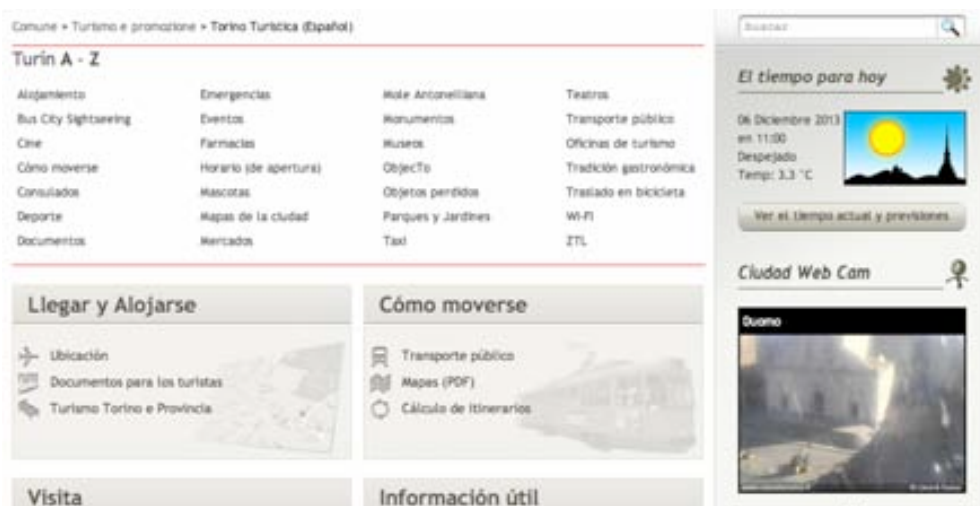 Comune » Turismo e promozione » Torino Turistica (Español)
Turín A - Z
Alojamiento
Bus City Sightseeing
Cine
Cómo moverse
Consulados
Deporte
Documentos
Emergencias
Eventos
Farmacias
Horario (de apertura)
Mascotas
Mapas de la ciudad
Mercados
Mole Antonelliana
Monumentos
Museos
ObjecTo
Objetos perdidos
Parques y Jardines
Taxi
Teatros
Transporte público
Oficinas de turismo
Tradición gastronómica
Traslado en bicicleta
Wi-Fi
ZTL
Llegar y Alojarse
Ubicación
Documentos para los turistas
Turismo Torino e Provincia
Cómo moverse
Transporte público
Mapas (PDF)
Cálculo de itinerarios
Visita
Información útil
buscar
El tiempo para hoy
06 Diciembre 2013
en 11:00
Despejado
Temp: 3.3 °C
Ver el tiempo actual y previsiones
Ciudad Web Cam
Duomo